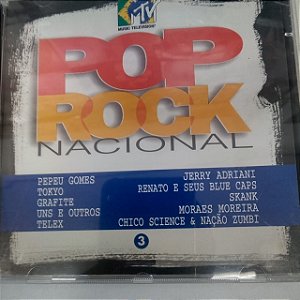 MTV
MUSIC TELEVISION
POP
ROCK
NACIONAL
PEPEU GOMES
TOKYO
GRAFITE
UNS E OUTROS
TELEX
JERRY ADRIANI
RENATO E SEUS BLUE CAPS
SKANK
MORAES MOREIRA
CHICO SCIENCE & NAÇÃO ZUMBI
3